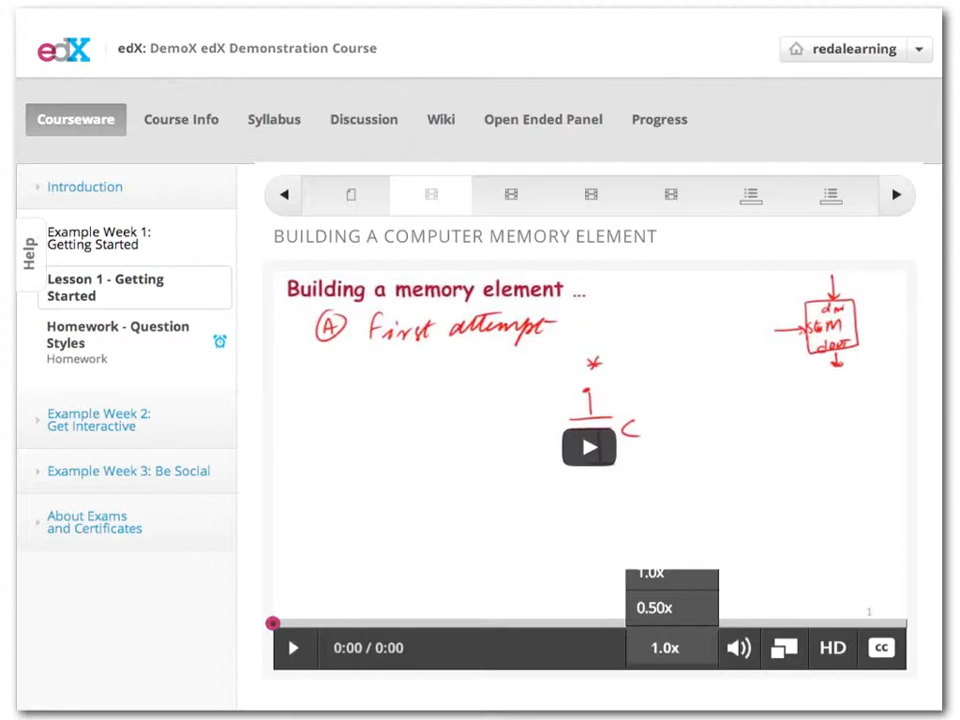 edX
edX: DemoX edX Demonstration Course
redalearning
Courseware
Course Info
Syllabus
Discussion
Wiki
Open Ended Panel
Progress
Introduction
Help
Example Week 1:
Getting Started
Lesson 1 - Getting
Started
Homework - Question
Styles
Homework
Example Week 2:
Get Interactive
Example Week 3: Be Social
About Exams
and Certificates
BUILDING A COMPUTER MEMORY ELEMENT
Building a memory element ...
A First attempt
*
C
M
dout
1.0x
0.50x
1
0:00 / 0:00
1.0x
HD
CC